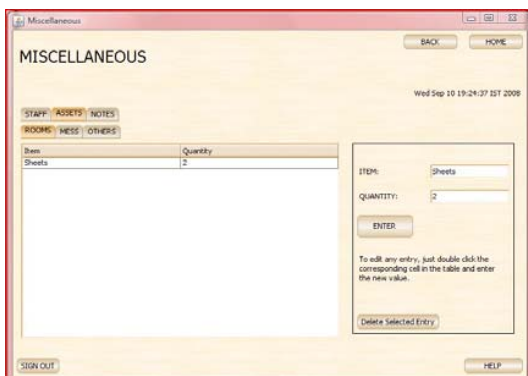 Miscellaneous
BACK HOME
MISCELLANEOUS
Wed Sep 10 19:24:37 IST 2008
STAFF ASSETS NOTES
ROOMS MESS OTHERS
Item Quantity
Sheets 2
ITEM: Sheets
QUANTITY: 2
ENTER
To edit any entry, just double click the
corresponding cell in the table and enter
the new value.
Delete Selected Entry
SIGN OUT HELP